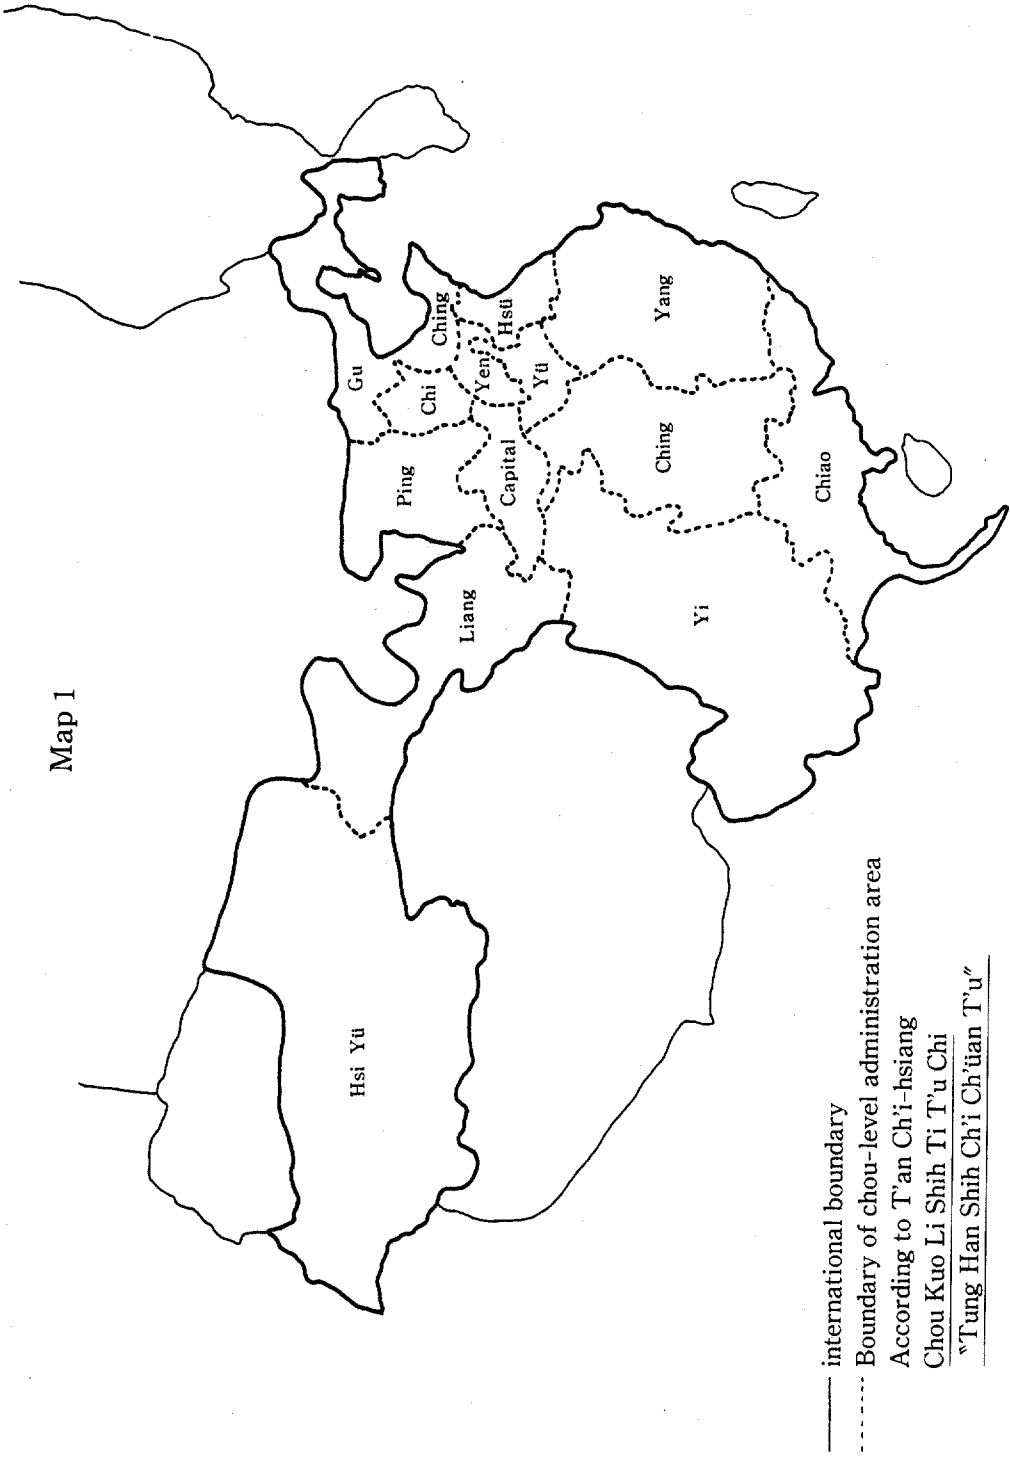 Map 1
Gu
Ching
Chi
Hsü
Yen
Yü
Ping
Capital
Yang
Ching
Liang
Chiao
Yi
Hsi Yü
international boundary
Boundary of chou-level administration area
According to T'an Ch'i-hsiang
Chou Kuo Li Shih Ti T'u Chi
"Tung Han Shih Ch'i Ch'üan T'u"